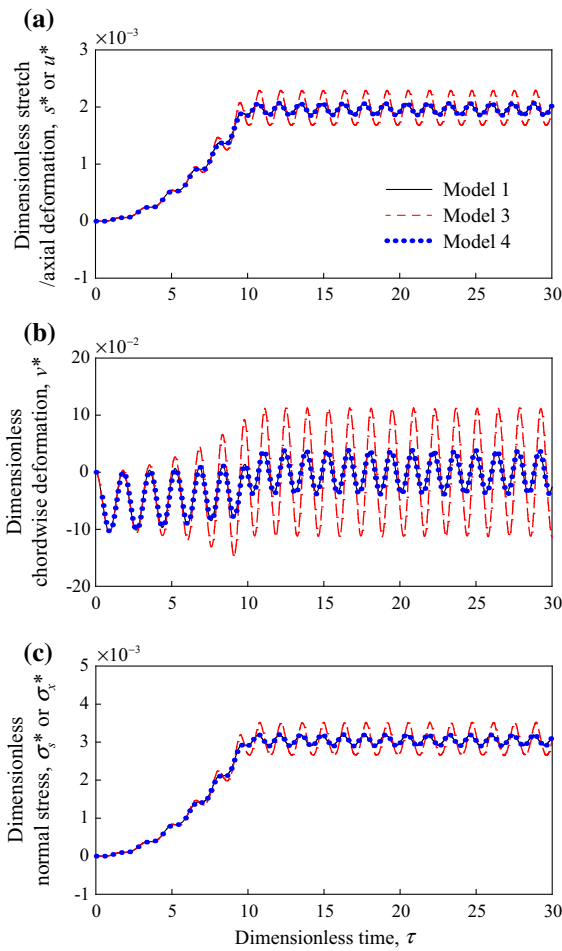 (a)
×10⁻³
3
2
1
0
-1
Dimensionless stretch
/axial deformation, s* or u*
Model 1
Model 3
Model 4
0 5 10 15 20 25 30
(b)
×10⁻²
20
10
0
-10
-20
Dimensionless
chordwise deformation, v*
0 5 10 15 20 25 30
(c)
×10⁻³
5
4
3
2
1
0
-1
Dimensionless
normal stress, σₛ* or σₓ*
0 5 10 15 20 25 30
Dimensionless time, τ